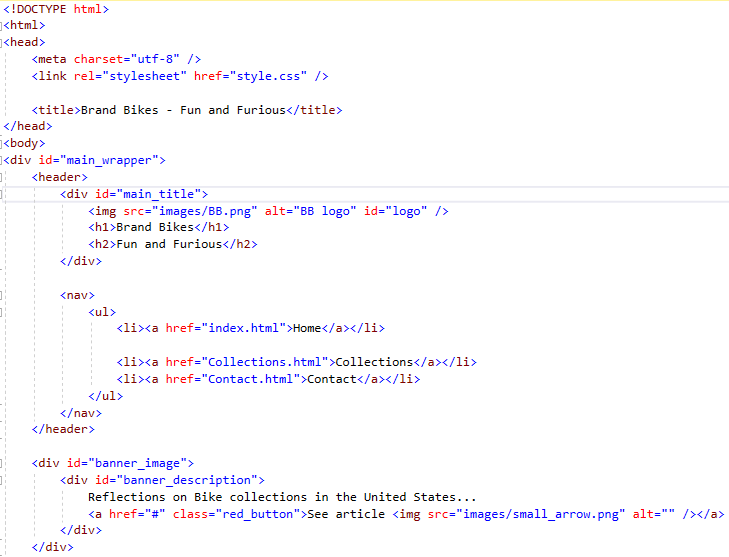 <!DOCTYPE html>
<html>
<head>
    <meta charset="utf-8" />
    <link rel="stylesheet" href="style.css" />

    <title>Brand Bikes - Fun and Furious</title>
</head>
<body>
<div id="main_wrapper">
    <header>
        <div id="main_title">
            <img src="images/BB.png" alt="BB logo" id="logo" />
            <h1>Brand Bikes</h1>
            <h2>Fun and Furious</h2>
        </div>

        <nav>
            <ul>
                <li><a href="index.html">Home</a></li>

                <li><a href="Collections.html">Collections</a></li>
                <li><a href="Contact.html">Contact</a></li>
            </ul>
        </nav>
    </header>

    <div id="banner_image">
        <div id="banner_description">
            Reflections on Bike collections in the United States...
            <a href="#" class="red_button">See article <img src="images/small_arrow.png" alt="" /></a>
        </div>
    </div>